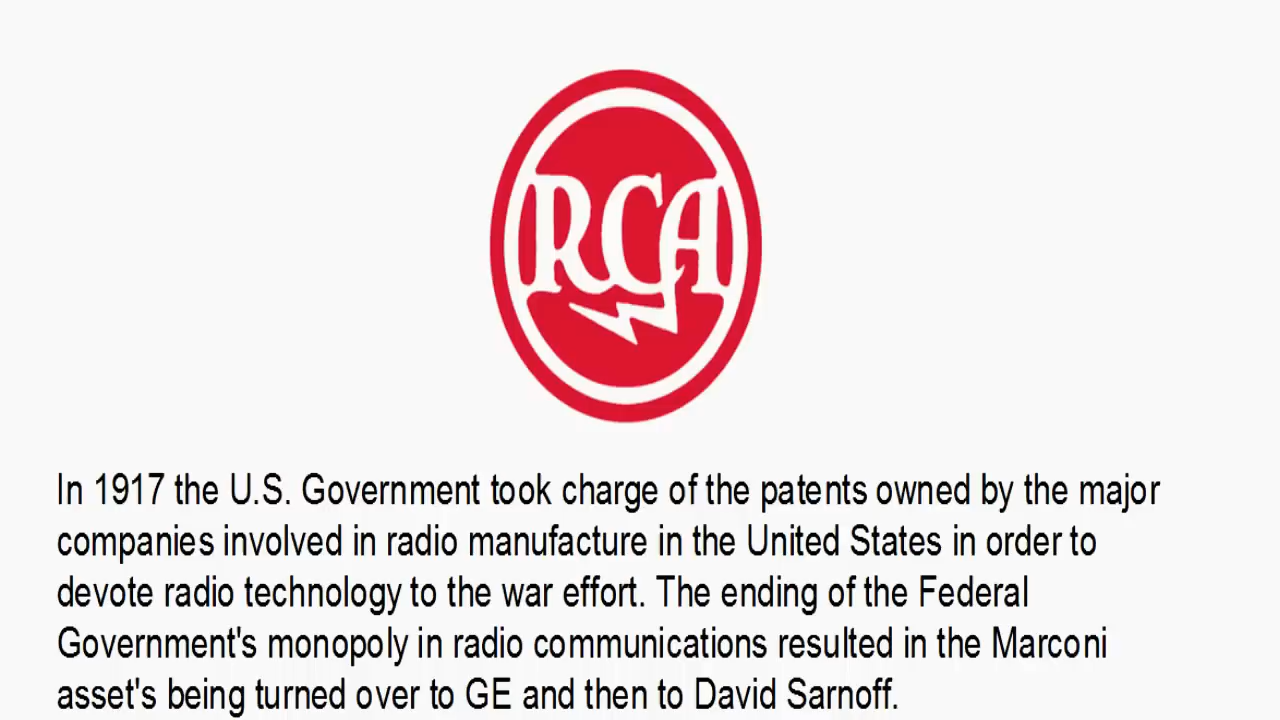 RCA
In 1917 the U.S. Government took charge of the patents owned by the major
companies involved in radio manufacture in the United States in order to
devote radio technology to the war effort. The ending of the Federal
Government's monopoly in radio communications resulted in the Marconi
asset's being turned over to GE and then to David Sarnoff.